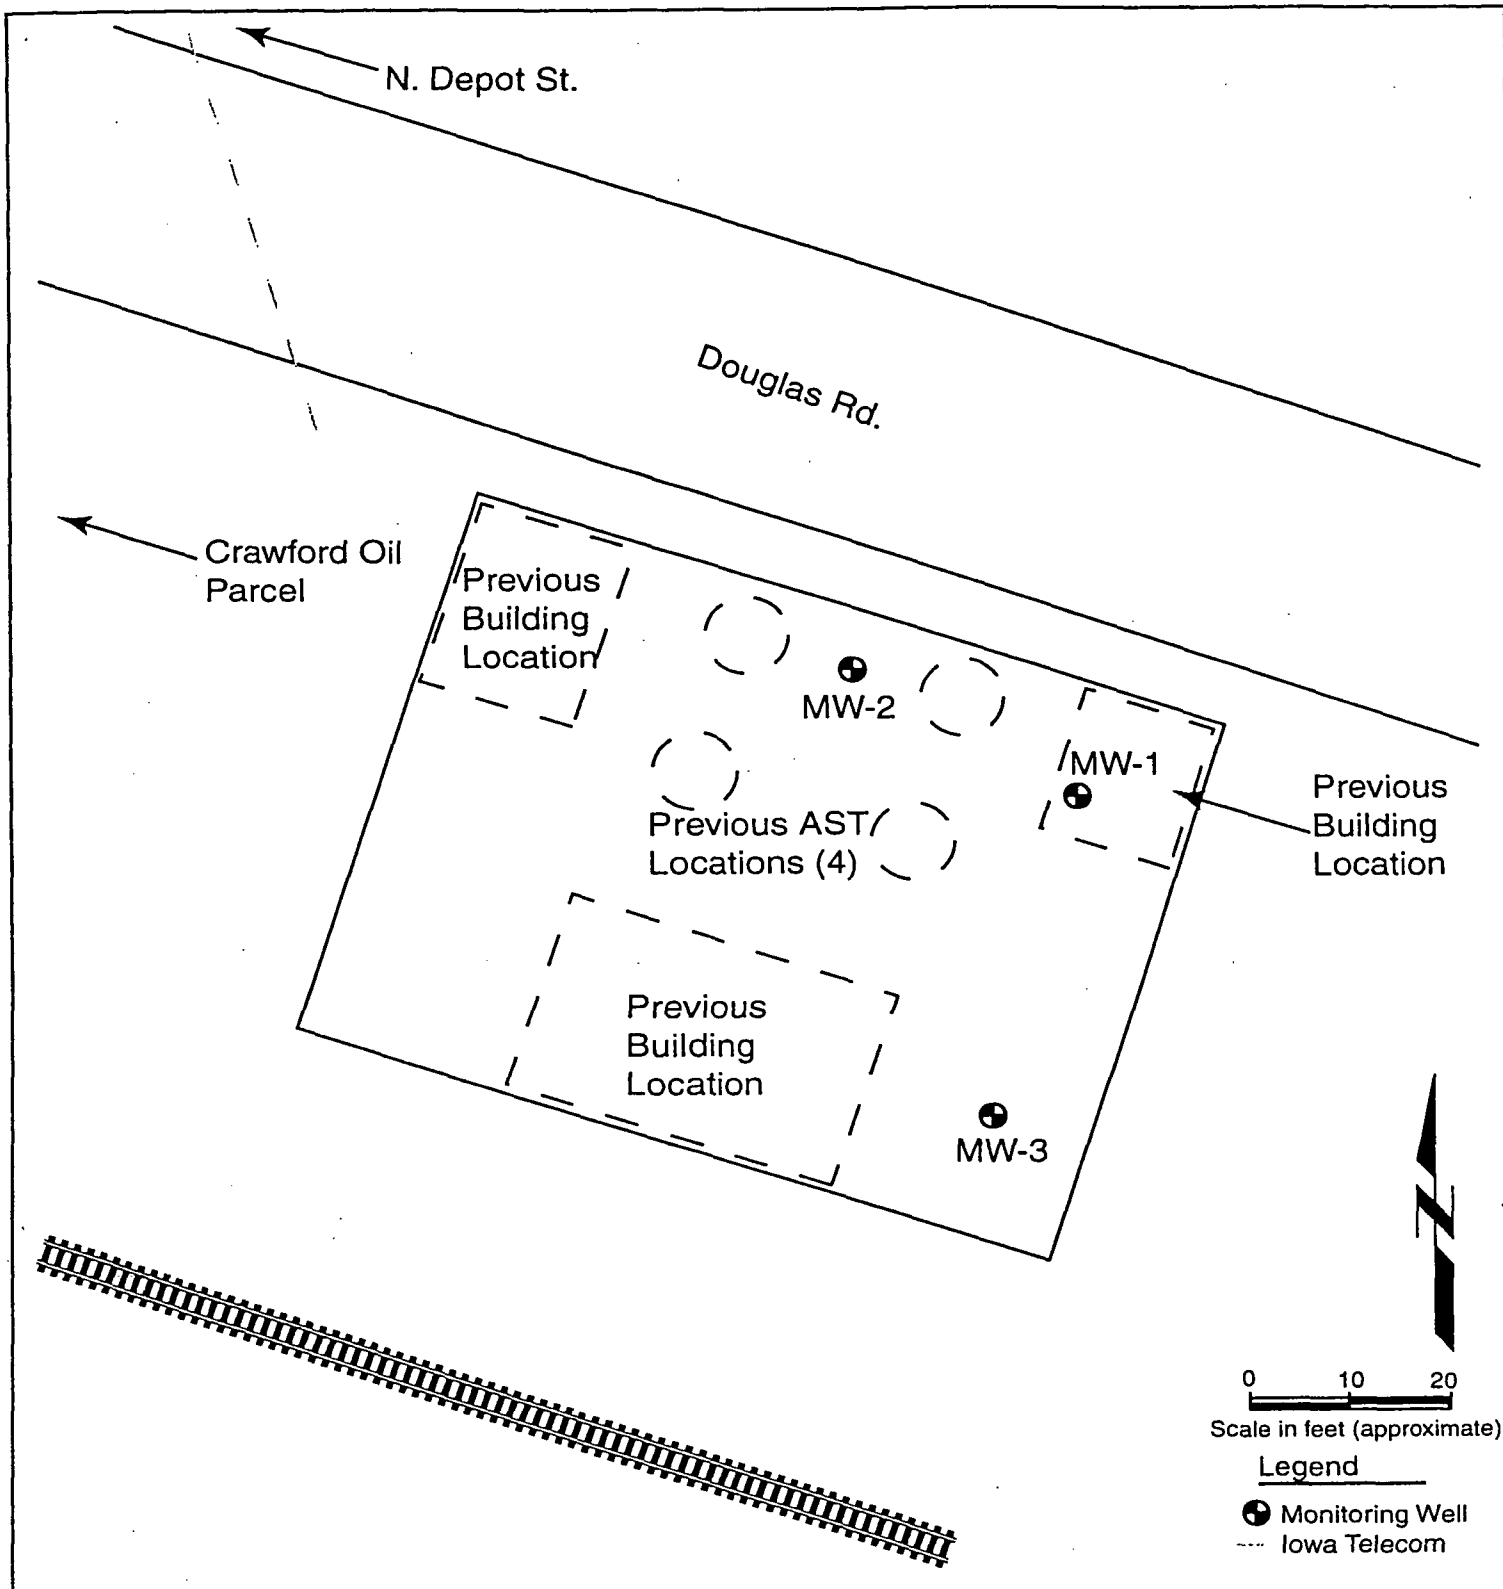 N. Depot St.
Douglas Rd.
Crawford Oil
Parcel
Previous
Building
Location
MW-2
MW-1
Previous
Building
Location
Previous AST
Locations (4)
Previous
Building
Location
MW-3
N
0 10 20
Scale in feet (approximate)
Legend
Monitoring Well
Iowa Telecom